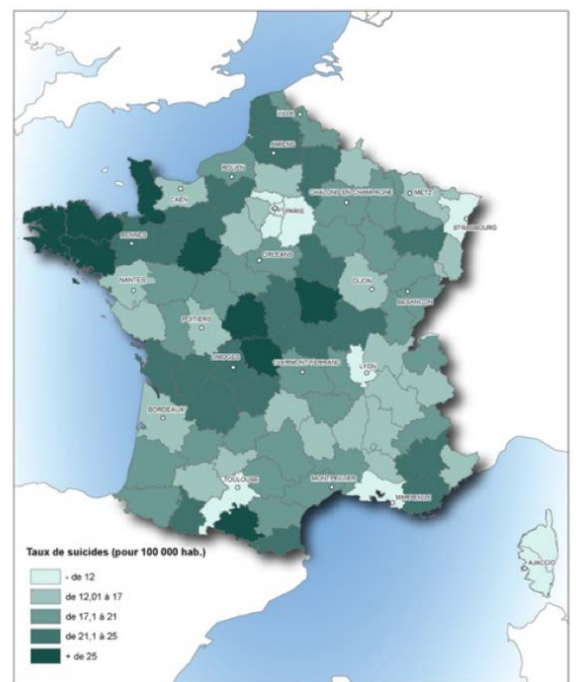 LILLE
AMIENS
ROUEN
CAEN
PARIS
CHALONS-EN-CHAMPAGNE
METZ
STRASBOURG
RENNES
ORLEANS
NANTES
DIJON
BESANCON
POITIERS
LIMOGES
CLERMONT-FERRAND
LYON
BORDEAUX
TOULOUSE
MONTPELLIER
MARSEILLE
AJACCIO
Taux de suicides (pour 100 000 hab.)
- de 12
de 12,01 à 17
de 17,1 à 21
de 21,1 à 25
+ de 25